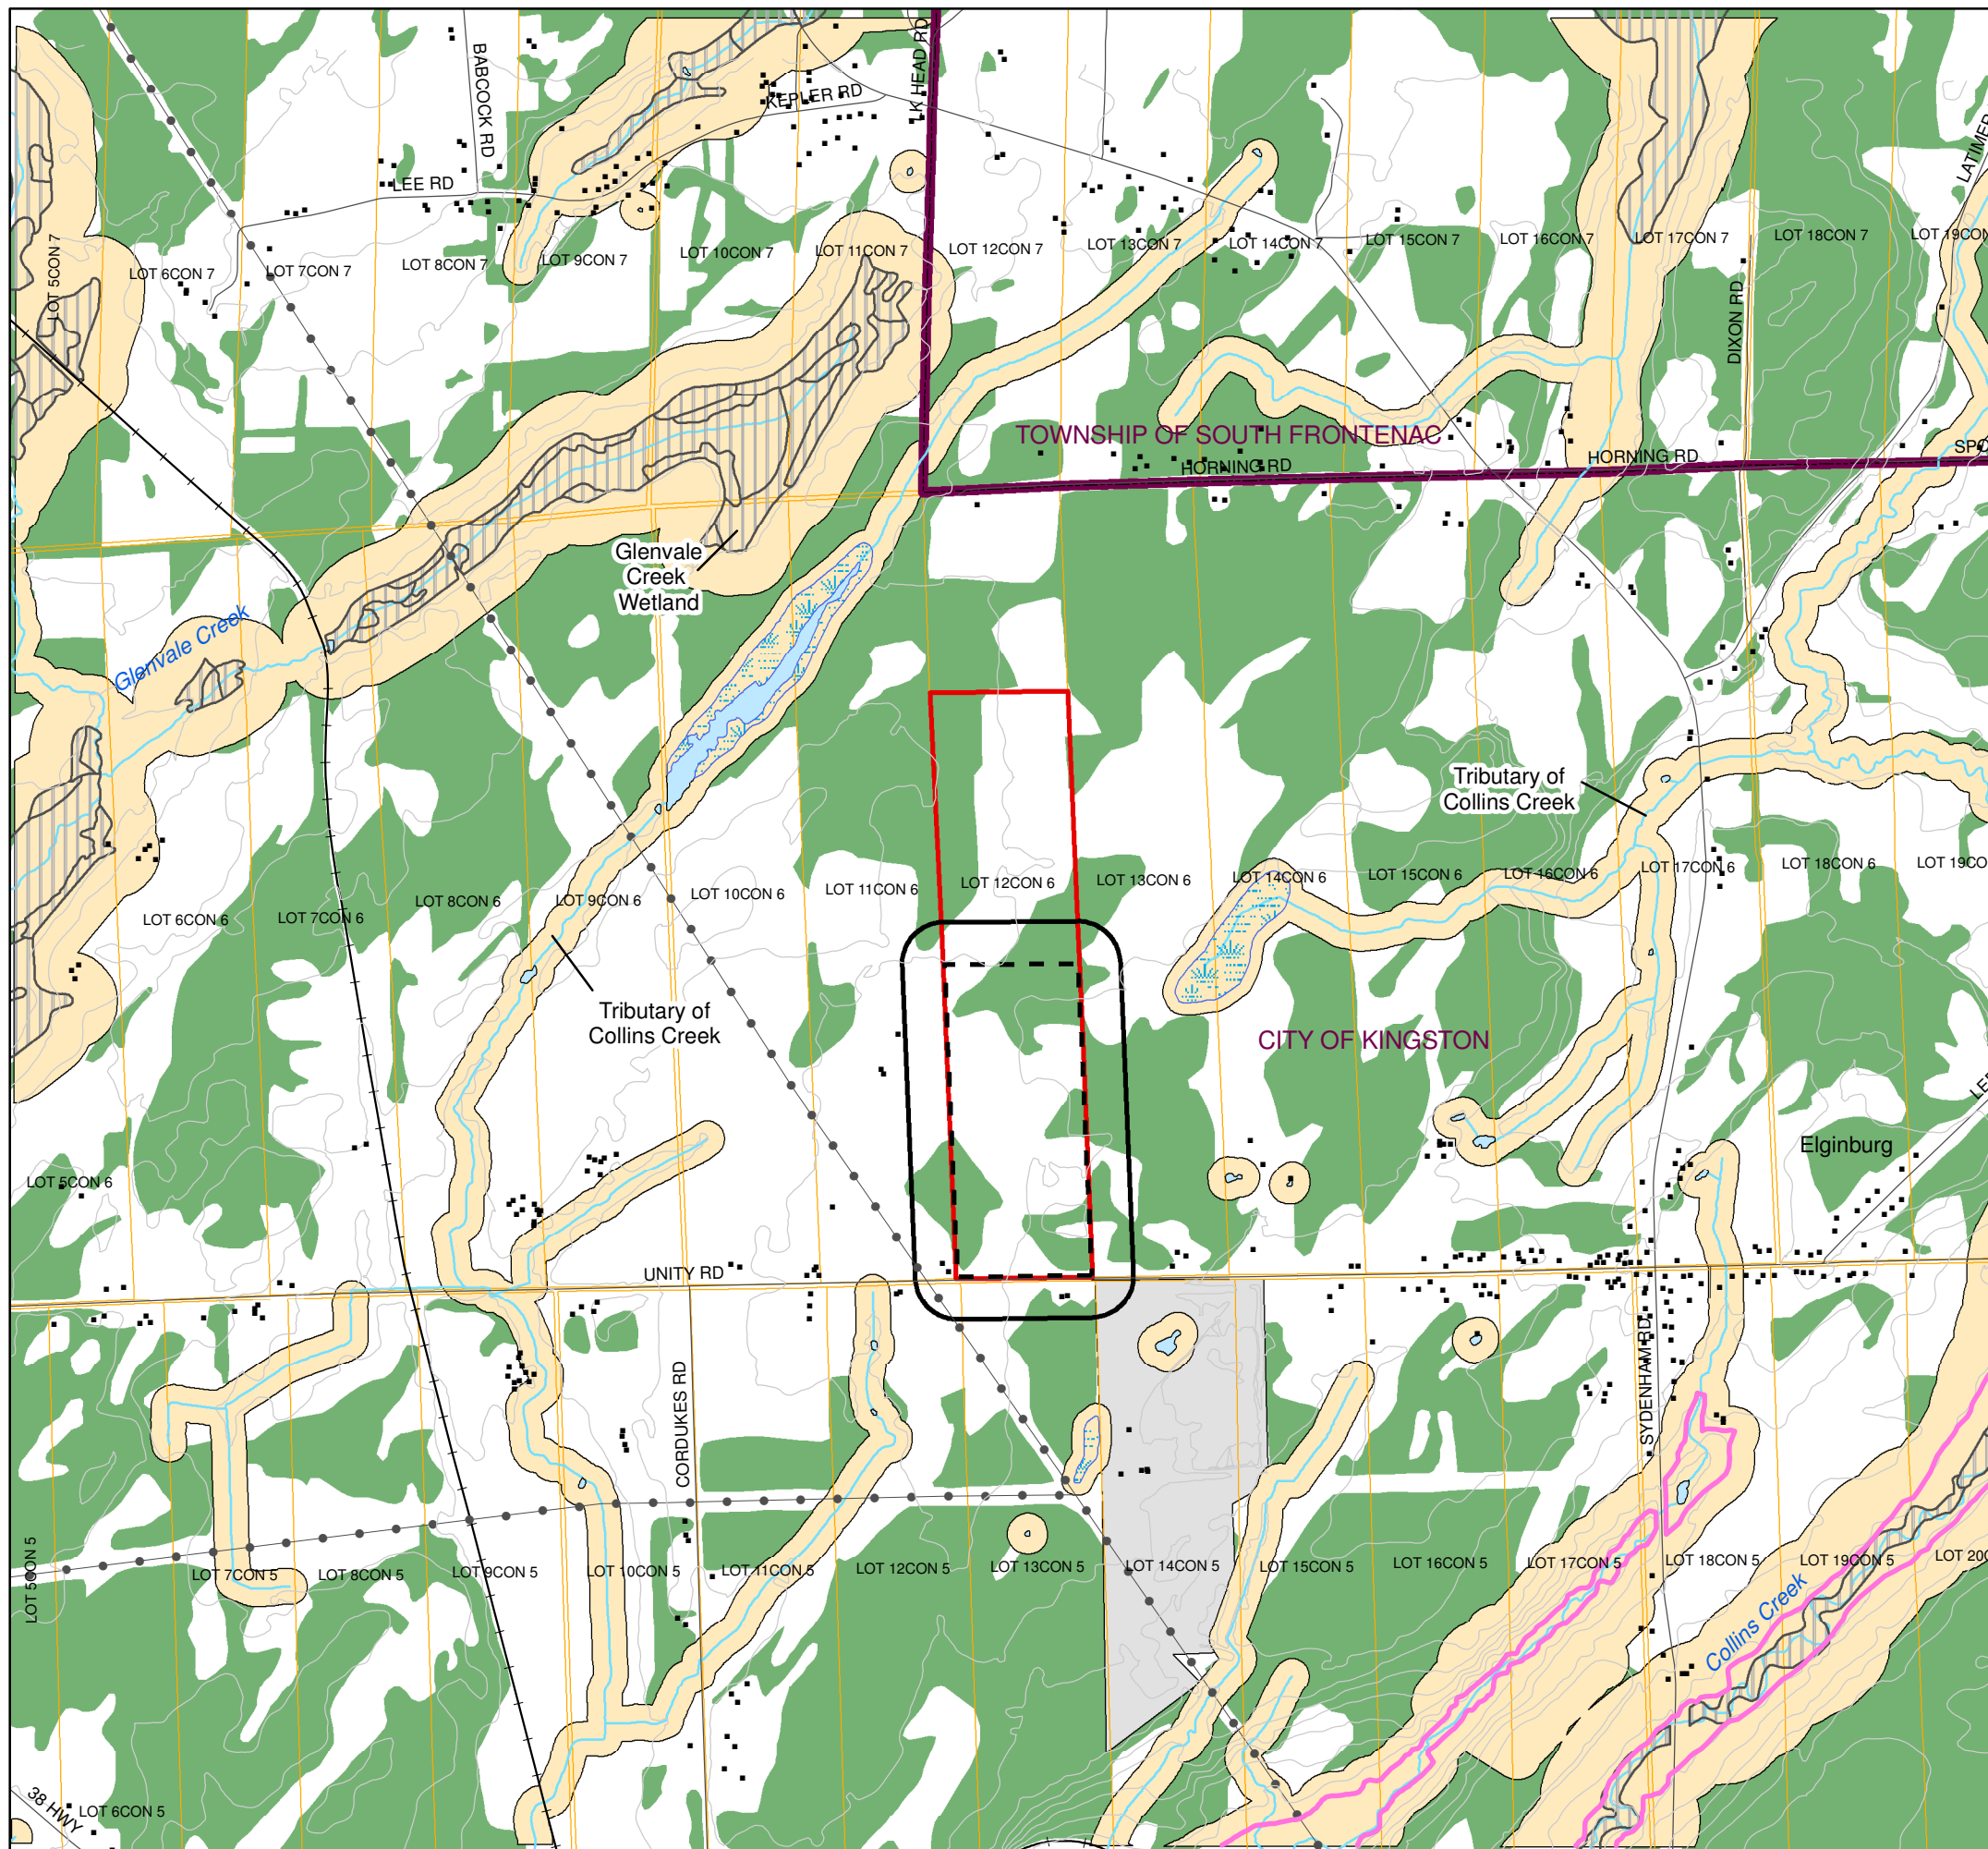 BABCOCK RD
LK HEAD RD
KEPLER RD
LEE RD
LOT 5CON 7
LOT 6CON 7
LOT 7CON 7
LOT 8CON 7
LOT 9CON 7
LOT 10CON 7
LOT 11CON 7
LOT 12CON 7
LOT 13CON 7
LOT 14CON 7
LOT 15CON 7
LOT 16CON 7
LOT 17CON 7
LOT 18CON 7
LOT 19CON
LATIMER
DIXON RD
TOWNSHIP OF SOUTH FRONTENAC
HORNING RD
HORNING RD
SPO
Glenvale
Creek
Wetland
Glenvale Creek
Tributary of
Collins Creek
LOT 6CON 6
LOT 7CON 6
LOT 8CON 6
LOT 9CON 6
LOT 10CON 6
LOT 11CON 6
LOT 12CON 6
LOT 13CON 6
LOT 14CON 6
LOT 15CON 6
LOT 16CON 6
LOT 17CON 6
LOT 18CON 6
LOT 19CO
Tributary of
Collins Creek
CITY OF KINGSTON
LOT 5CON 6
Elginburg
UNITY RD
CORDUKES RD
SYDENHAM RD
LOT 5CON 5
LOT 7CON 5
LOT 8CON 5
LOT 9CON 5
LOT 10CON 5
LOT 11CON 5
LOT 12CON 5
LOT 13CON 5
LOT 14CON 5
LOT 15CON 5
LOT 16CON 5
LOT 17CON 5
LOT 18CON 5
LOT 19CON 5
LOT 20
Collins Creek
38 HWY
LOT 6CON 5